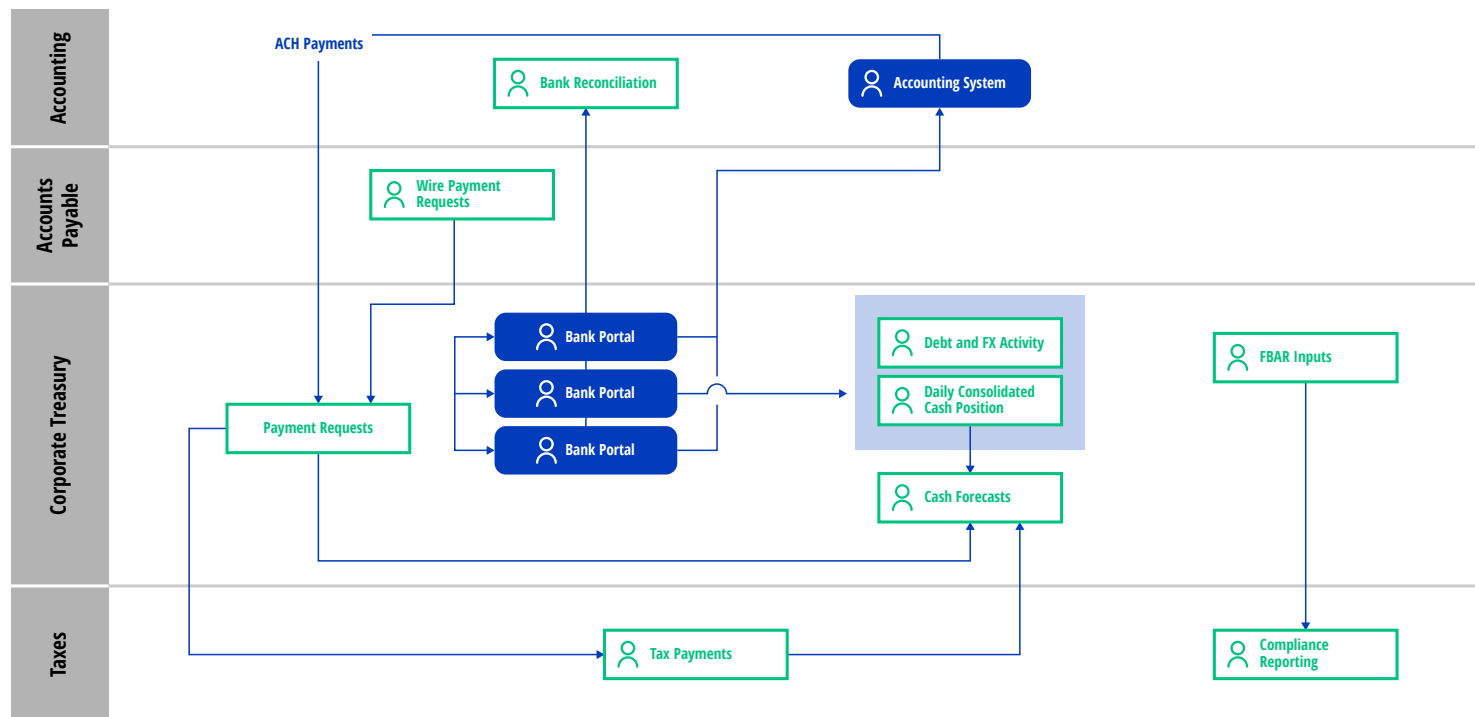 Accounting
ACH Payments
Bank Reconciliation
Accounting System
Accounts
Payable
Wire Payment
Requests
Corporate Treasury
Payment Requests
Bank Portal
Bank Portal
Bank Portal
Debt and FX Activity
Daily Consolidated
Cash Position
Cash Forecasts
FBAR Inputs
Taxes
Tax Payments
Compliance
Reporting